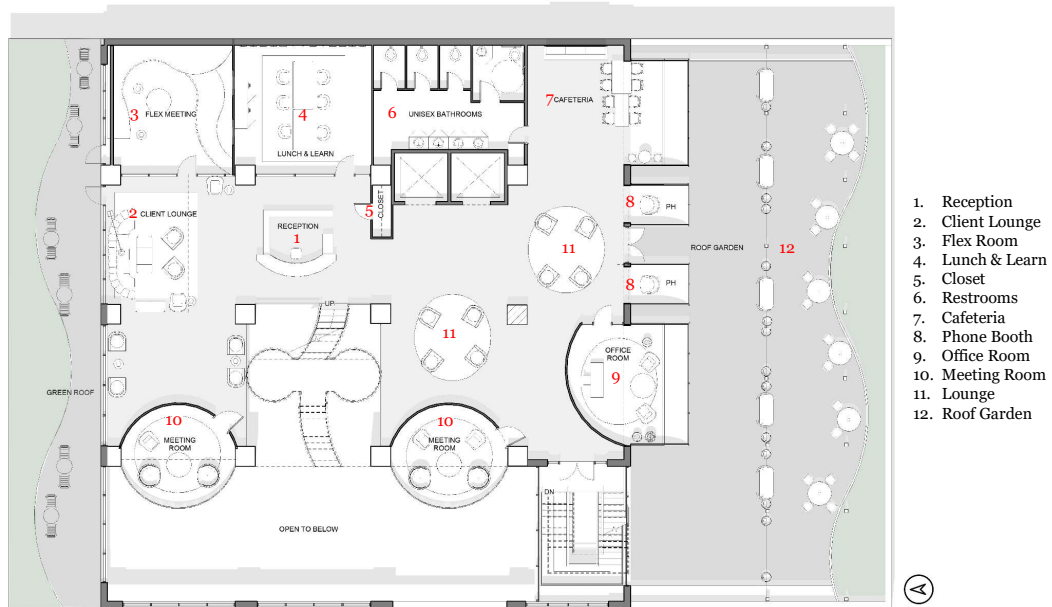 3 FLEX MEETING
4
LUNCH & LEARN
6 UNISEX BATHROOMS
7 CAFETERIA
2 CLIENT LOUNGE
5 CLOSET
RECEPTION
1
8 PH
11
ROOF GARDEN
12
8 PH
UP
11
OFFICE
ROOM
9
GREEN ROOF
10
MEETING
ROOM
10
MEETING
ROOM
DN
OPEN TO BELOW
1. Reception
2. Client Lounge
3. Flex Room
4. Lunch & Learn
5. Closet
6. Restrooms
7. Cafeteria
8. Phone Booth
9. Office Room
10. Meeting Room
11. Lounge
12. Roof Garden